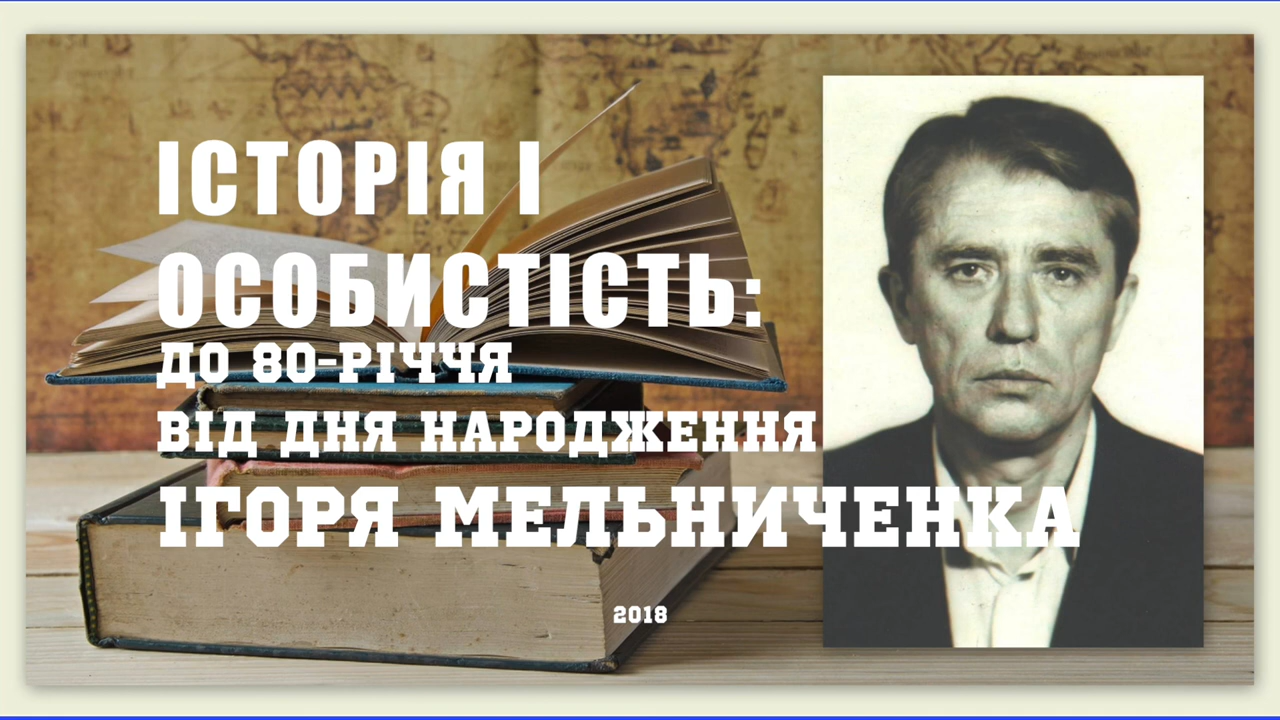 ІСТОРІЯ І
ОСОБИСТІСТЬ:
ДО 80-РІЧЧЯ
ВІД ДНЯ НАРОДЖЕННЯ
ІГОРЯ МЕЛЬНИЧЕНКА
2018